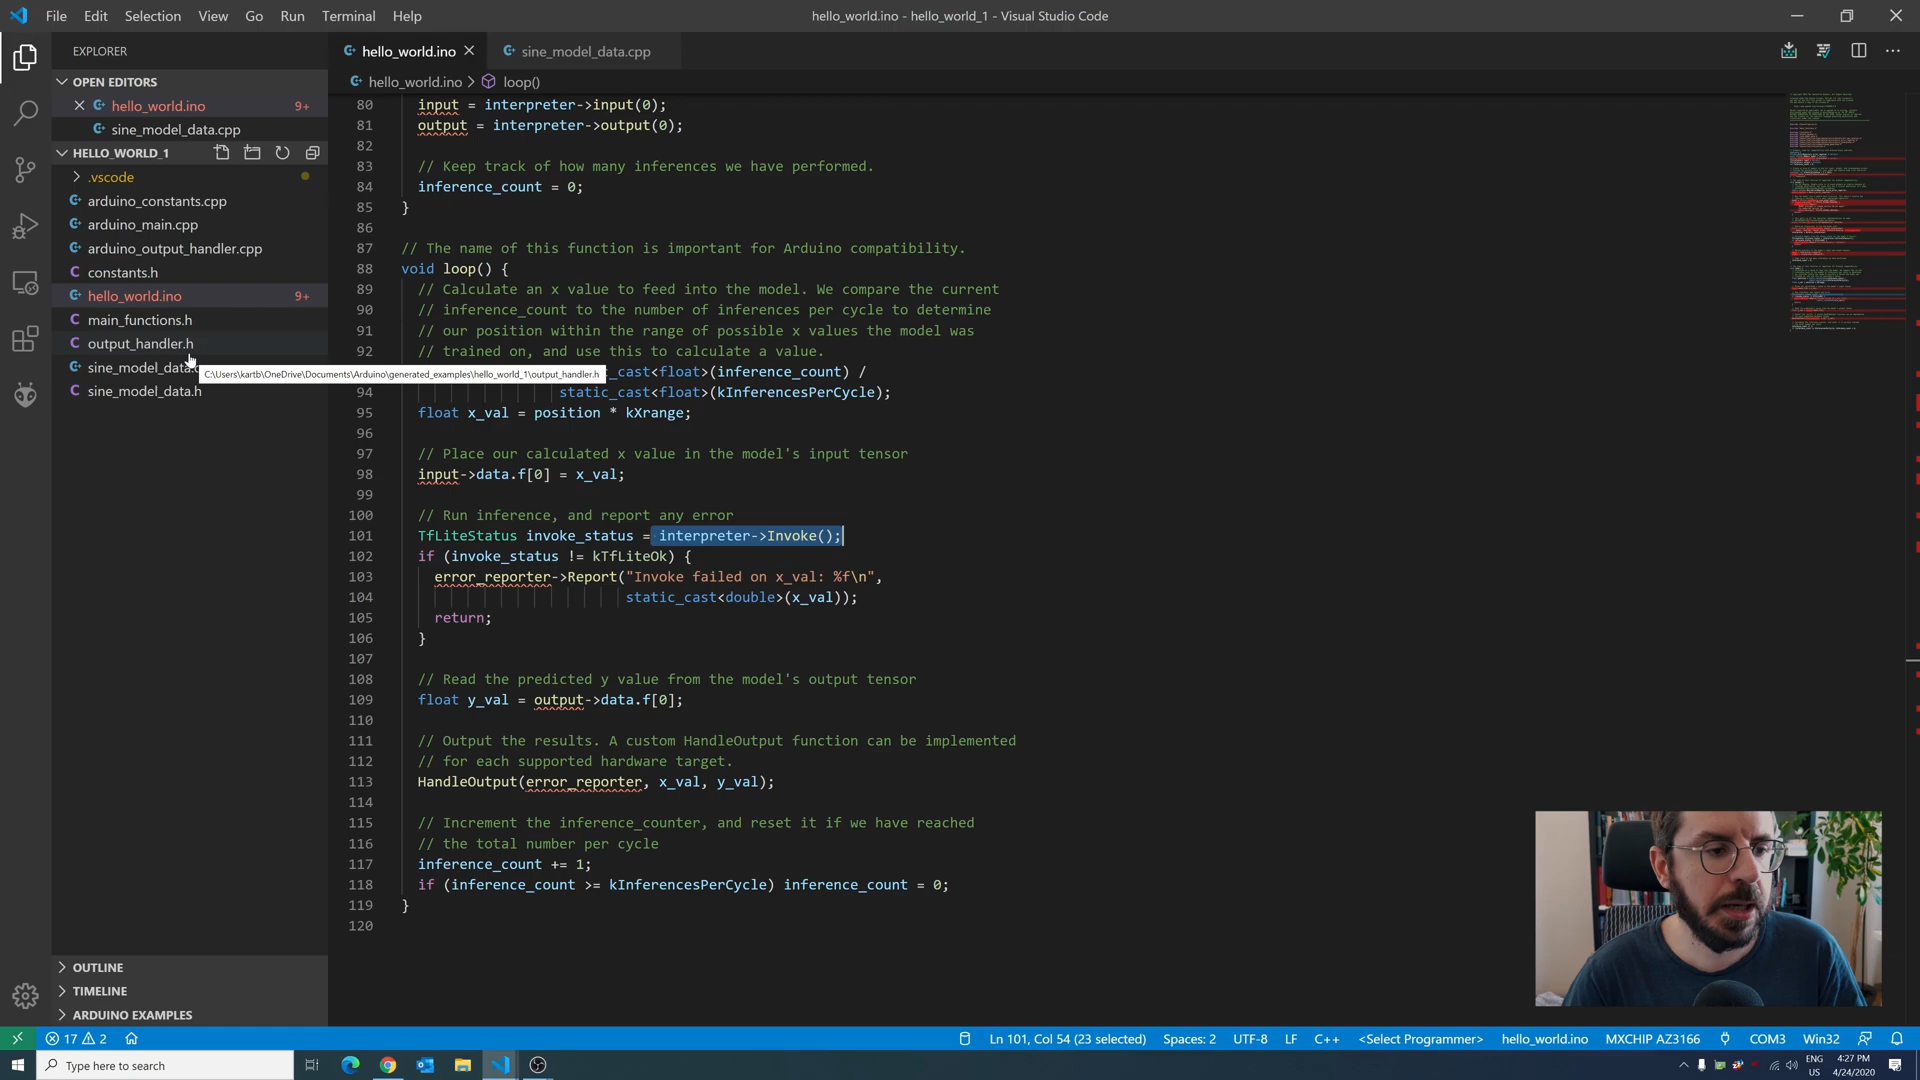 File Edit Selection View Go Run Terminal Help
hello_world.ino - hello_world_1 - Visual Studio Code
EXPLORER
OPEN EDITORS
hello_world.ino 9+
sine_model_data.cpp
HELLO_WORLD_1
.vscode
arduino_constants.cpp
arduino_main.cpp
arduino_output_handler.cpp
constants.h
hello_world.ino 9+
main_functions.h
output_handler.h
sine_model_data.c
sine_model_data.h
C:\Users\kartb\OneDrive\Documents\Arduino\generated_examples\hello_world_1\output_handler.h
OUTLINE
TIMELINE
ARDUINO EXAMPLES
hello_world.ino
sine_model_data.cpp
hello_world.ino > loop()
80 input = interpreter->input(0);
81 output = interpreter->output(0);
82
83 // Keep track of how many inferences we have performed.
84 inference_count = 0;
85 }
86
87 // The name of this function is important for Arduino compatibility.
88 void loop() {
89 // Calculate an x value to feed into the model. We compare the current
90 // inference_count to the number of inferences per cycle to determine
91 // our position within the range of possible x values the model was
92 // trained on, and use this to calculate a value.
_cast<float>(inference_count) /
94 static_cast<float>(kInferencesPerCycle);
95 float x_val = position * kXrange;
96
97 // Place our calculated x value in the model's input tensor
98 input->data.f[0] = x_val;
99
100 // Run inference, and report any error
101 TfLiteStatus invoke_status = interpreter->Invoke();
102 if (invoke_status != kTfLiteOk) {
103 error_reporter->Report("Invoke failed on x_val: %f\n",
104 static_cast<double>(x_val));
105 return;
106 }
107
108 // Read the predicted y value from the model's output tensor
109 float y_val = output->data.f[0];
110
111 // Output the results. A custom HandleOutput function can be implemented
112 // for each supported hardware target.
113 HandleOutput(error_reporter, x_val, y_val);
114
115 // Increment the inference_counter, and reset it if we have reached
116 // the total number per cycle
117 inference_count += 1;
118 if (inference_count >= kInferencesPerCycle) inference_count = 0;
119 }
120
17 2
Ln 101, Col 54 (23 selected) Spaces: 2 UTF-8 LF C++ <Select Programmer> hello_world.ino MXCHIP AZ3166 COM3 Win32
Type here to search
ENG
US
4:27 PM
4/24/2020